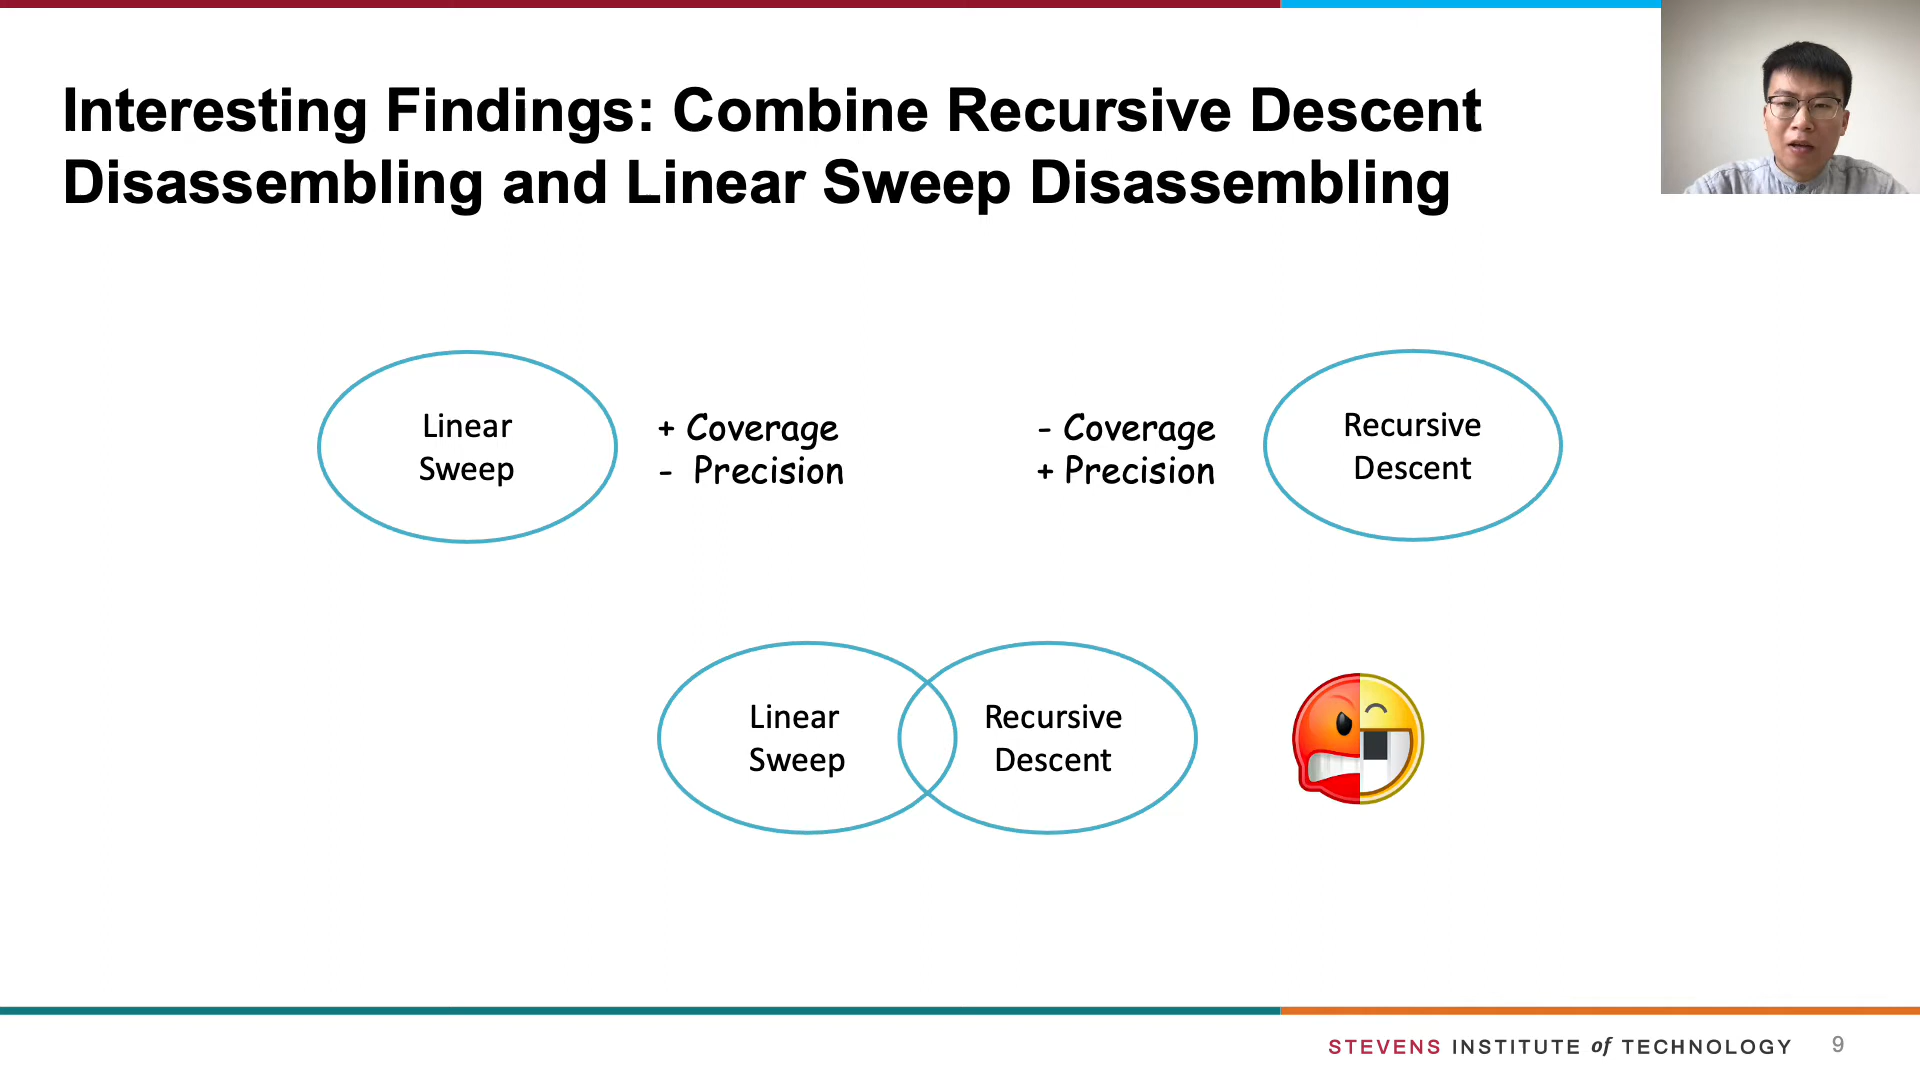 Interesting Findings: Combine Recursive Descent
Disassembling and Linear Sweep Disassembling
Linear
Sweep
+ Coverage
- Precision
- Coverage
+ Precision
Recursive
Descent
Linear
Sweep
Recursive
Descent
STEVENS INSTITUTE of TECHNOLOGY 9